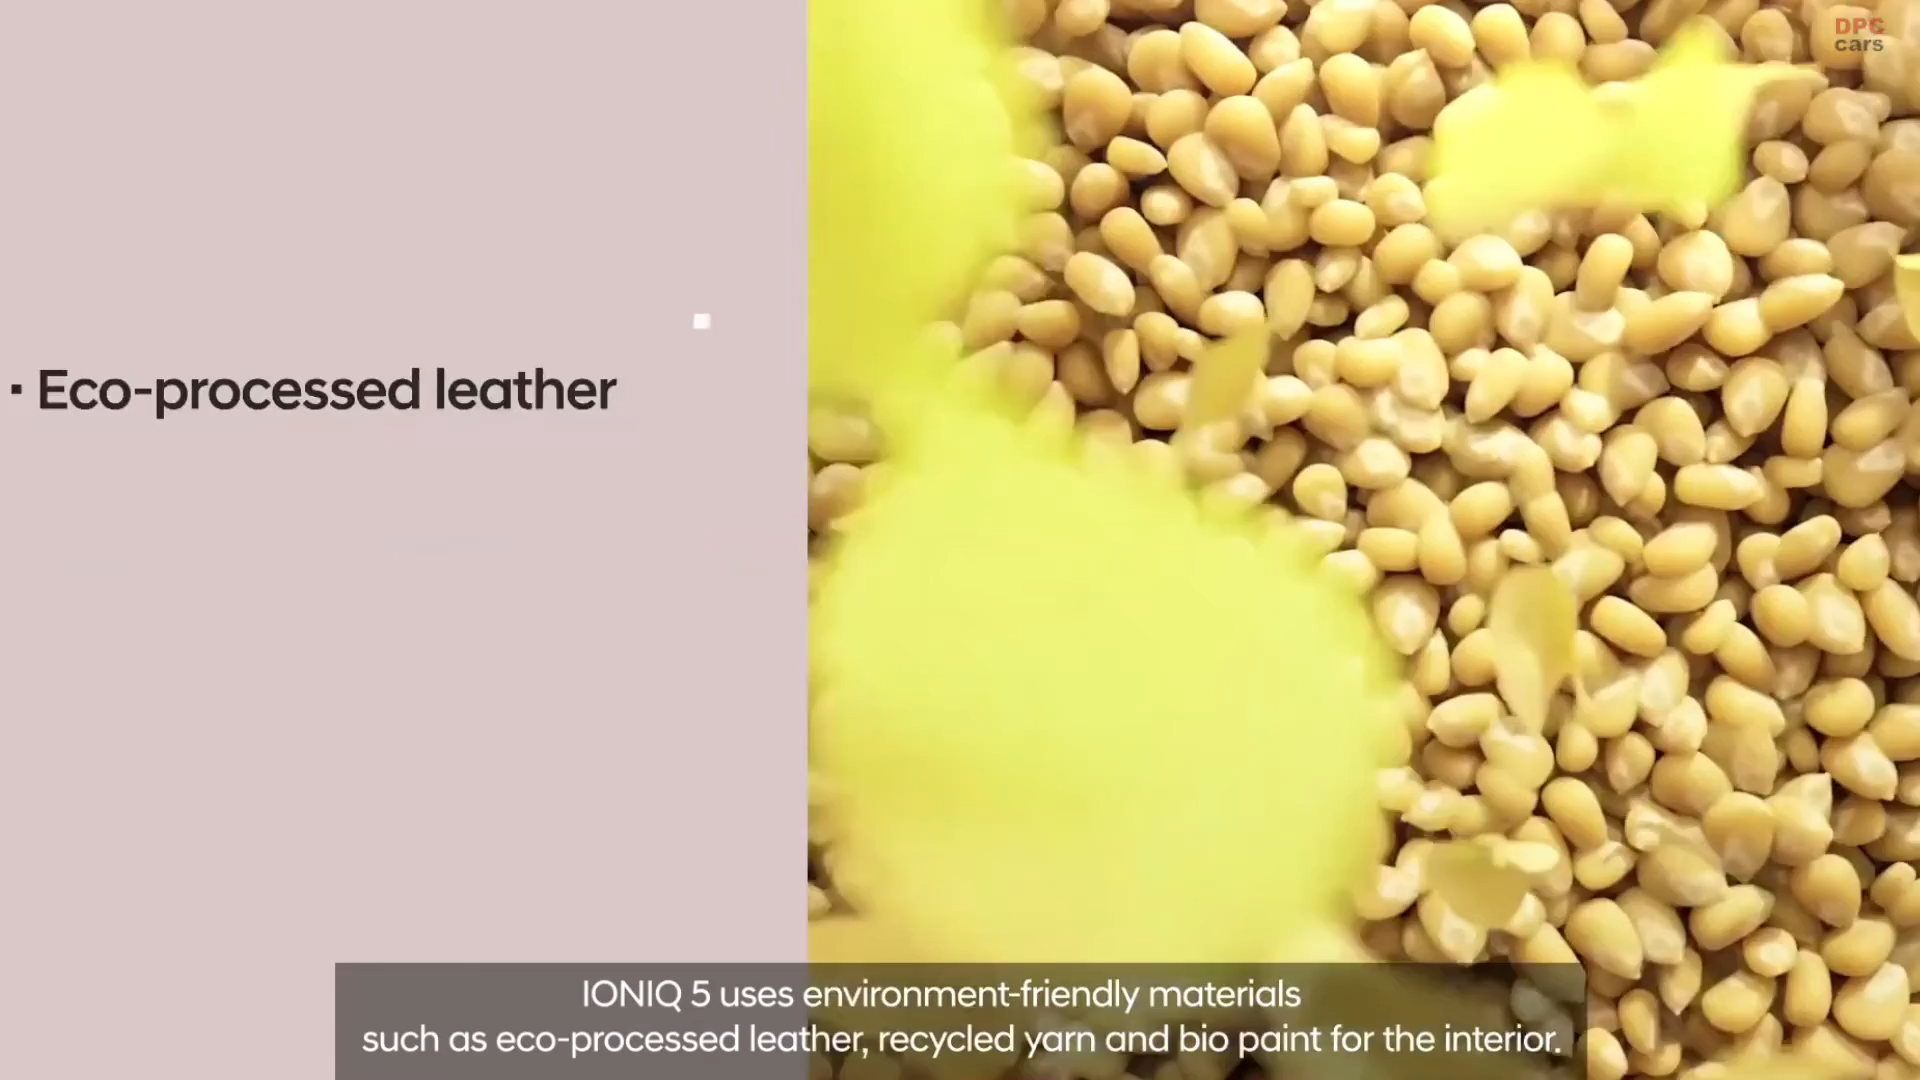 DPC
cars
· Eco-processed leather
IONIQ 5 uses environment-friendly materials
such as eco-processed leather, recycled yarn and bio paint for the interior.